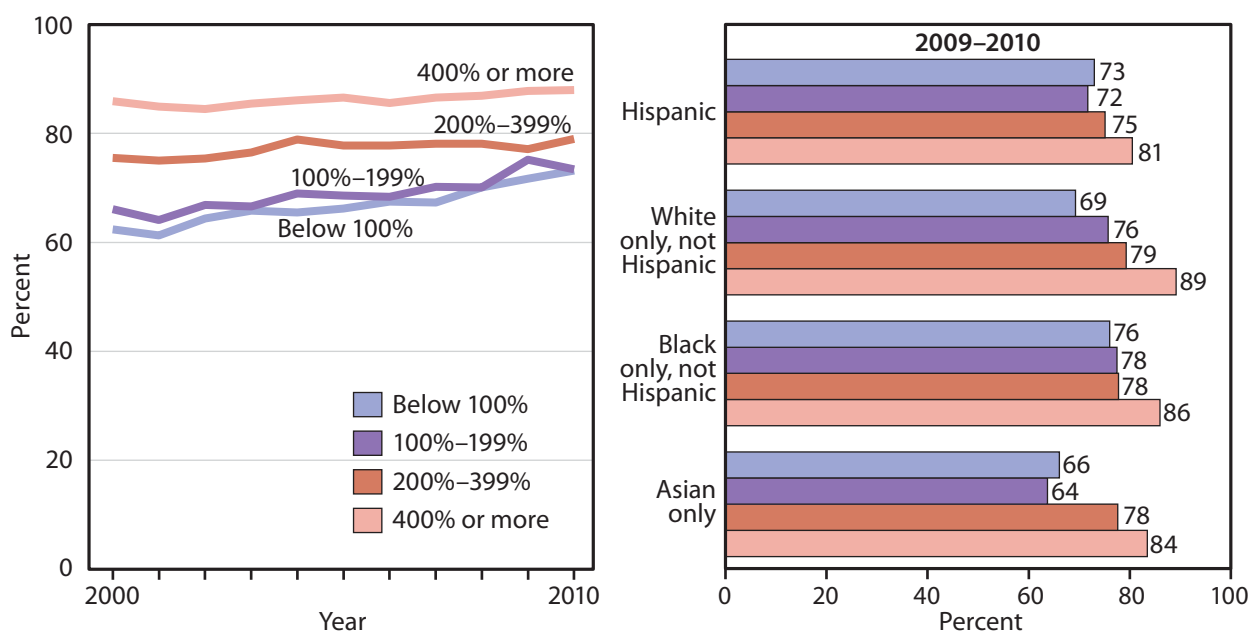 100
80
60
40
20
0
Percent
400% or more
200%–399%
100%–199%
Below 100%
Below 100%
100%–199%
200%–399%
400% or more
2000
2010
Year
2009–2010
Hispanic
73
72
75
81
White
only, not
Hispanic
69
76
79
89
Black
only, not
Hispanic
76
78
78
86
Asian
only
66
64
78
84
0
20
40
60
80
100
Percent